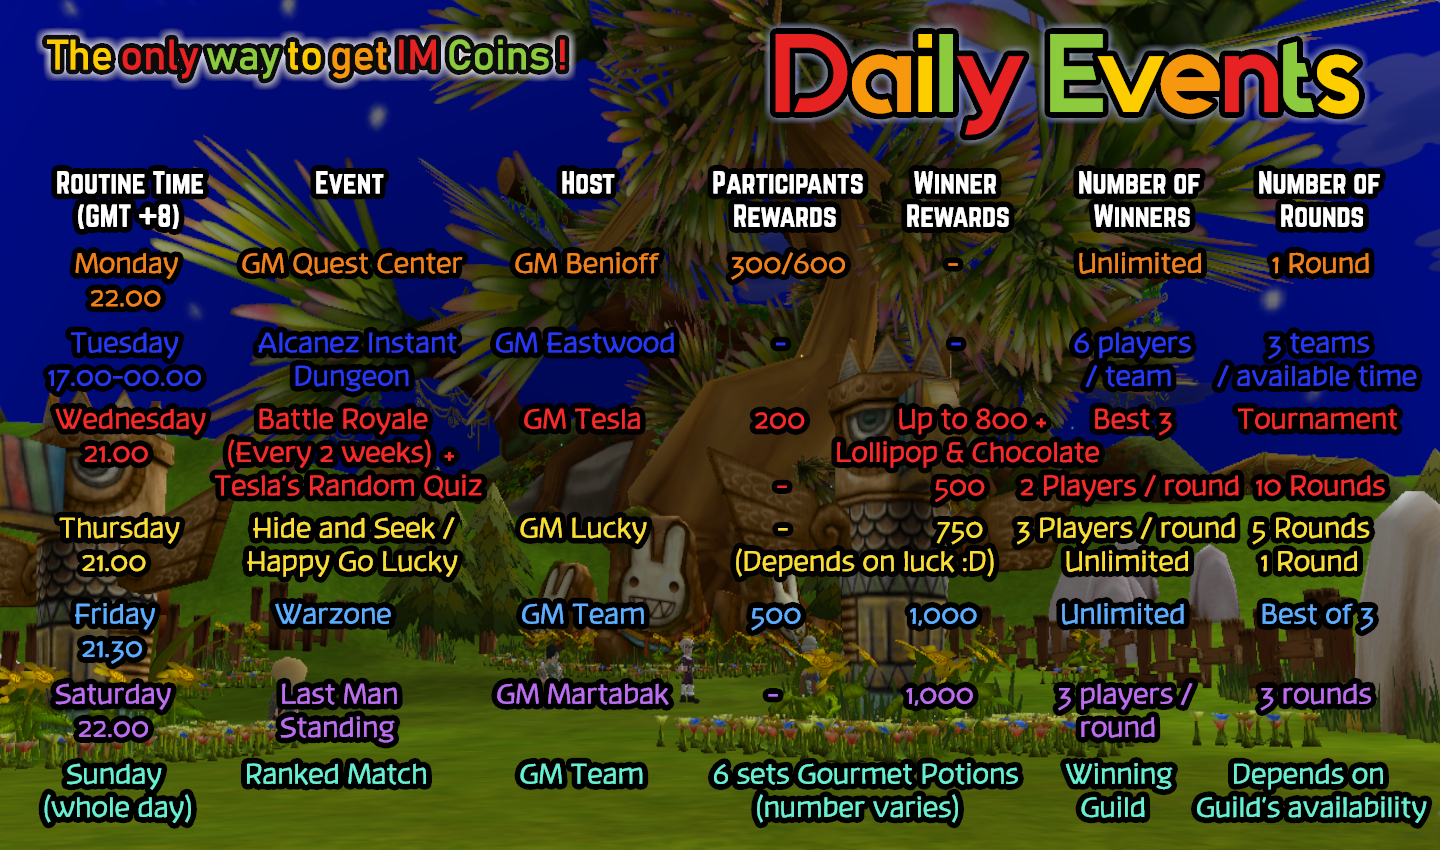 The only way to get IM Coins!
Daily Events
Routine Time (GMT +8) Event Host Participants Rewards Winner Rewards Number of Winners Number of Rounds
Monday GM Quest Center GM Benioff 300/600 - Unlimited 1 Round
22.00
Tuesday Alcanez Instant GM Eastwood - - 6 players 3 teams
17.00-00.00 Dungeon / team / available time
Wednesday Battle Royale GM Tesla 200 Up to 800 + Best 3 Tournament
21.00 (Every 2 weeks) + Lollipop & Chocolate
Tesla's Random Quiz - 500 2 Players / round 10 Rounds
Thursday Hide and Seek / GM Lucky - 750 3 Players / round 5 Rounds
21.00 Happy Go Lucky (Depends on luck :D) Unlimited 1 Round
Friday Warzone GM Team 500 1,000 Unlimited Best of 3
21.30
Saturday Last Man GM Martabak - 1,000 3 players / 3 rounds
22.00 Standing round
Sunday Ranked Match GM Team 6 sets Gourmet Potions Winning Depends on
(whole day) (number varies) Guild Guild's availability